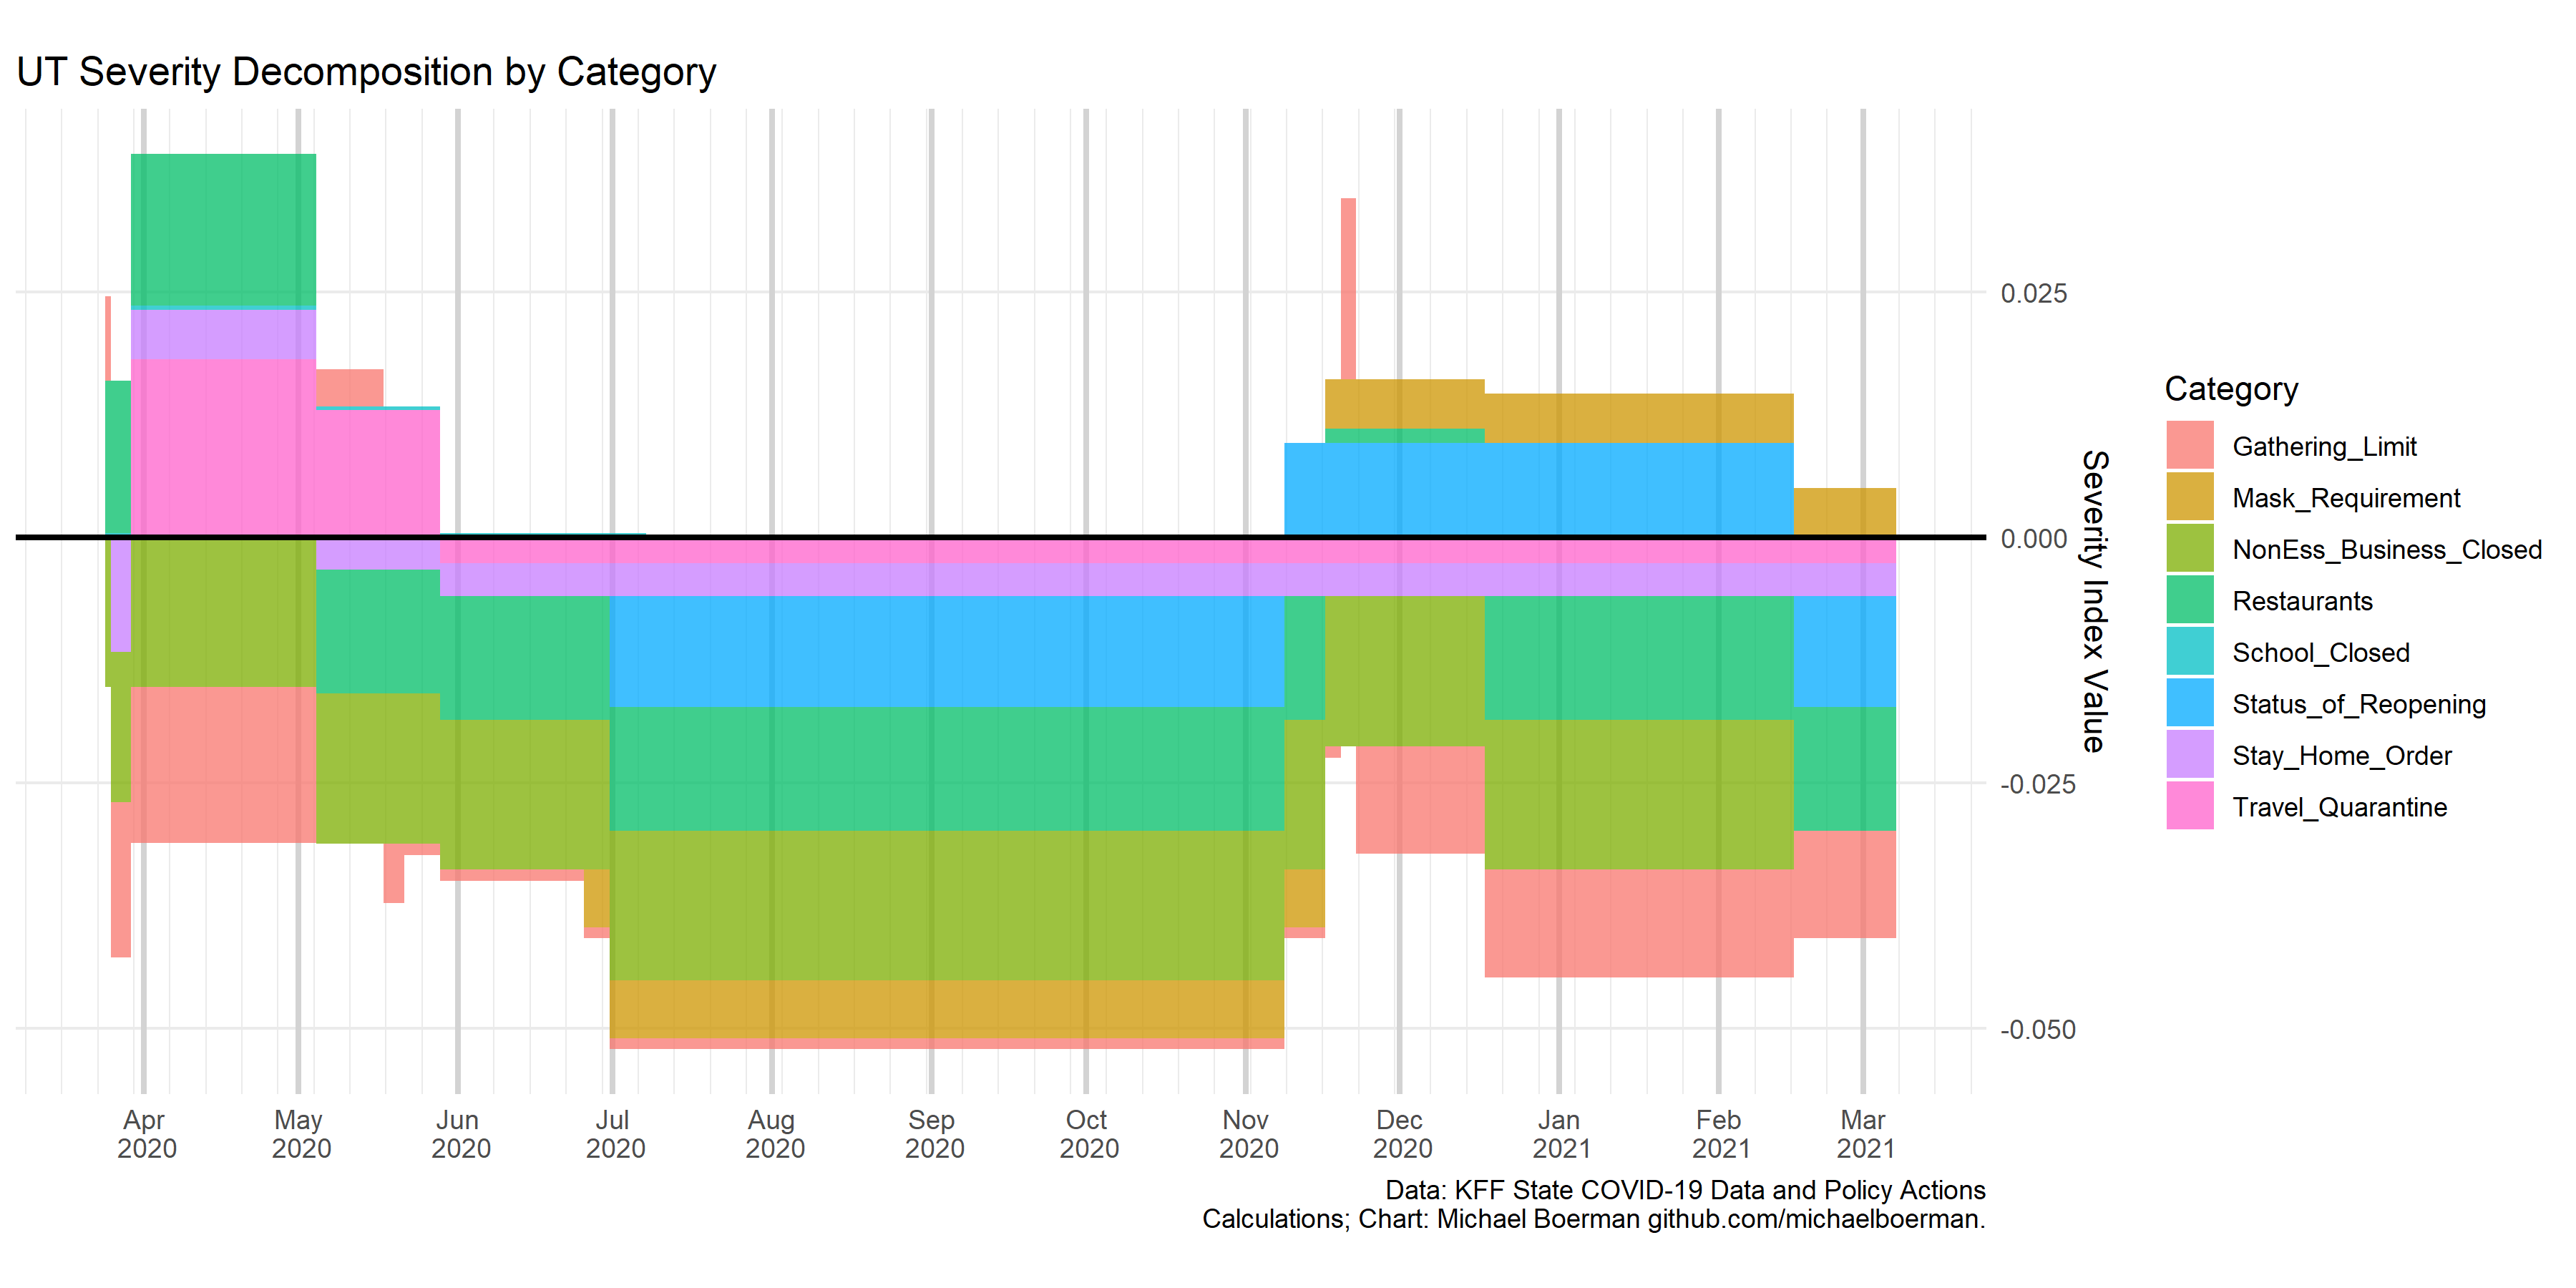 UT Severity Decomposition by Category
0.025
0.000
-0.025
-0.050
Severity Index Value
Category
Gathering_Limit
Mask_Requirement
NonEss_Business_Closed
Restaurants
School_Closed
Status_of_Reopening
Stay_Home_Order
Travel_Quarantine
Apr May Jun Jul Aug Sep Oct Nov Dec Jan Feb Mar
2020 2020 2020 2020 2020 2020 2020 2020 2020 2021 2021 2021
Data: KFF State COVID-19 Data and Policy Actions
Calculations; Chart: Michael Boerman github.com/michaelboerman.